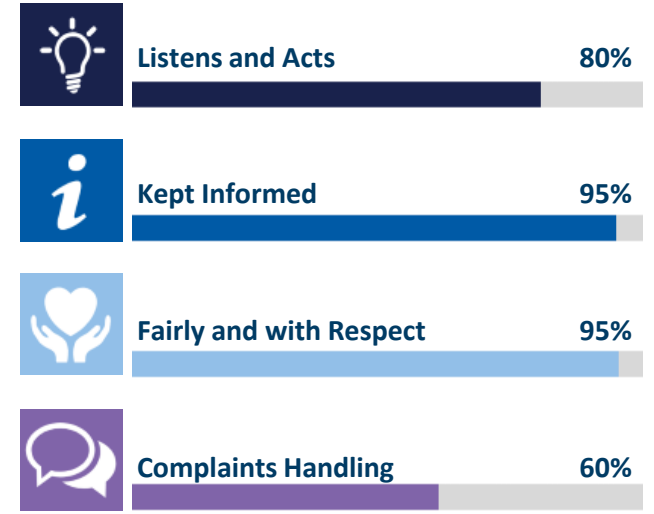 Listens and Acts 80%
Kept Informed 95%
Fairly and with Respect 95%
Complaints Handling 60%